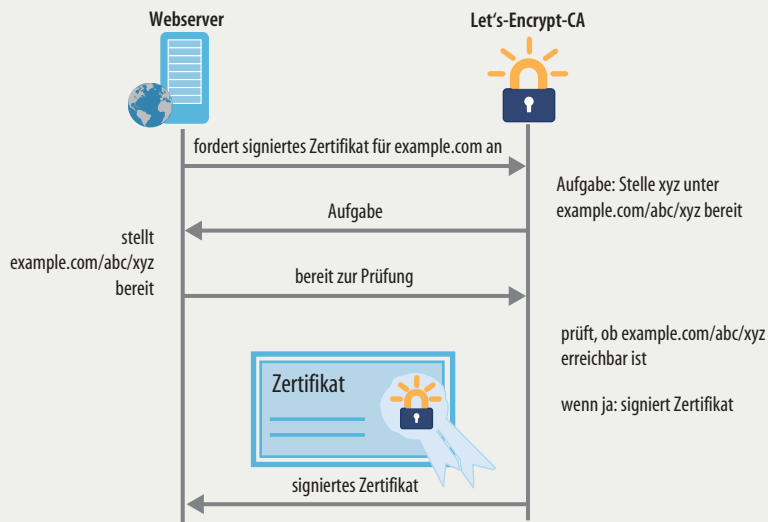 Webserver
Let‘s-Encrypt-CA
fordert signiertes Zertifikat für example.com an
Aufgabe: Stelle xyz unter
example.com/abc/xyz bereit
Aufgabe
stellt
example.com/abc/xyz
bereit
bereit zur Prüfung
prüft, ob example.com/abc/xyz
erreichbar ist
wenn ja: signiert Zertifikat
Zertifikat
signiertes Zertifikat